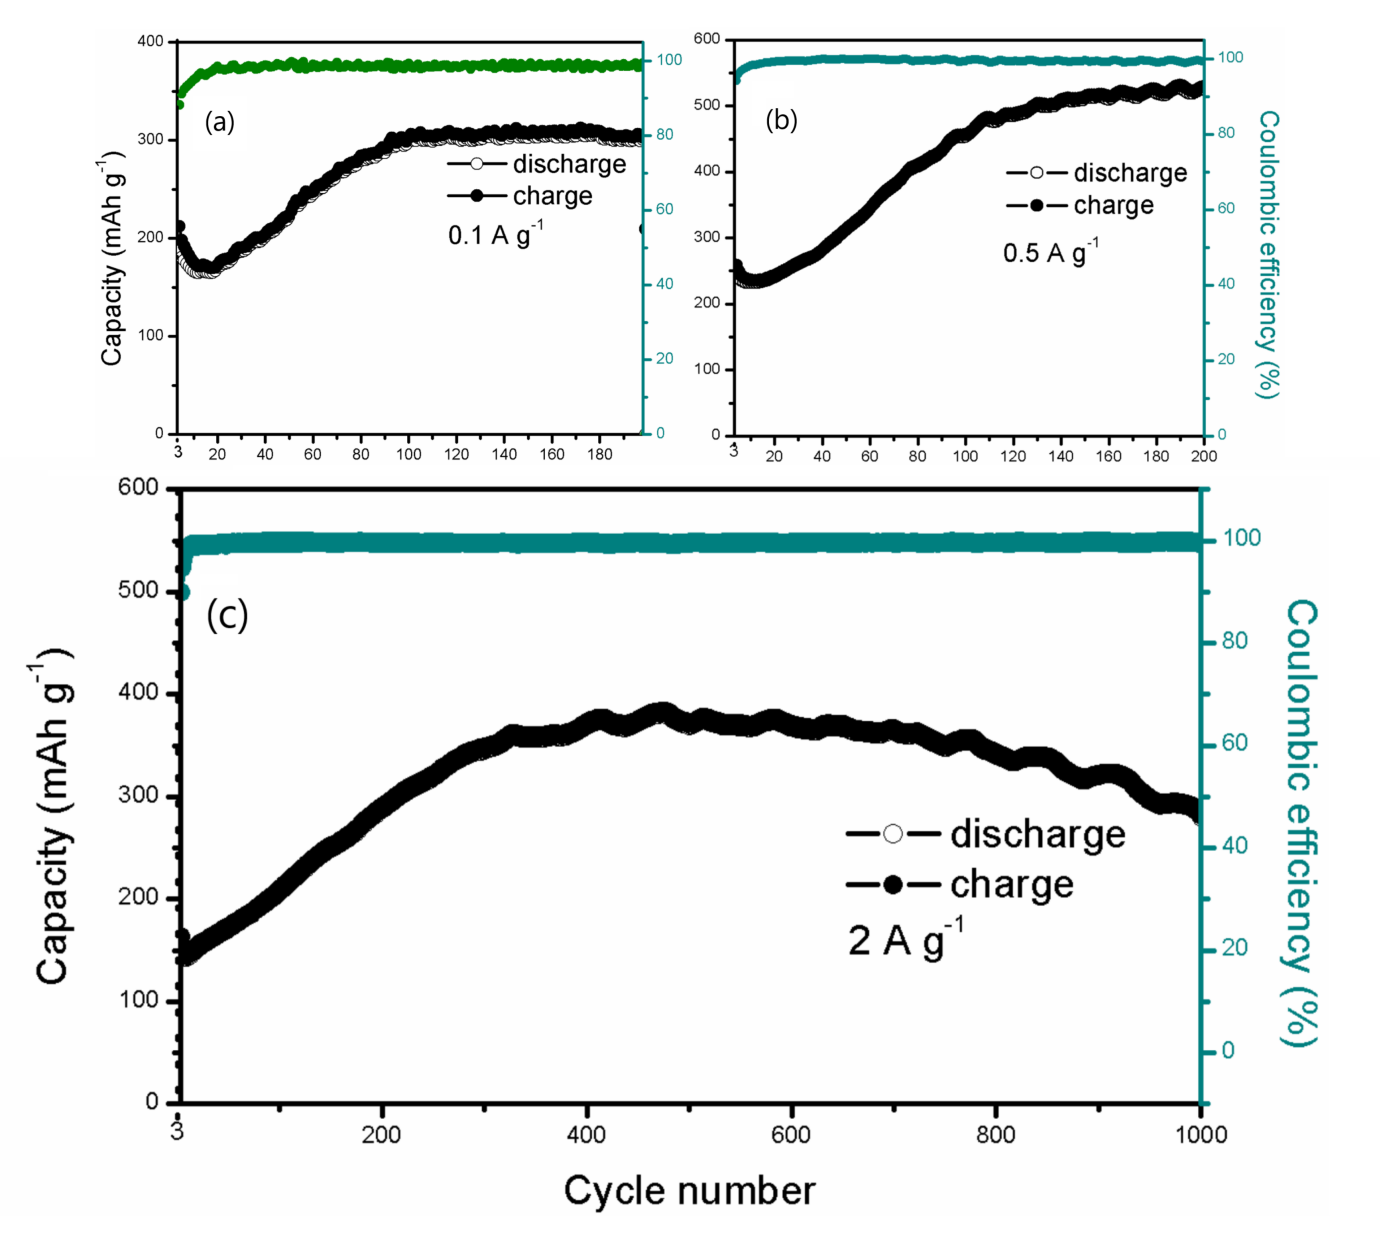 400
300
200
100
0
Capacity (mAh g⁻¹)
(a)
discharge
charge
0.1 A g⁻¹
100
80
60
40
20
0
3 20 40 60 80 100 120 140 160 180
600
500
400
300
200
100
0
(b)
discharge
charge
0.5 A g⁻¹
100
80
60
40
20
0
Coulombic efficiency (%)
3 20 40 60 80 100 120 140 160 180 200
600
500
400
300
200
100
0
Capacity (mAh g⁻¹)
(c)
discharge
charge
2 A g⁻¹
100
80
60
40
20
0
Coulombic efficiency (%)
3 200 400 600 800 1000
Cycle number